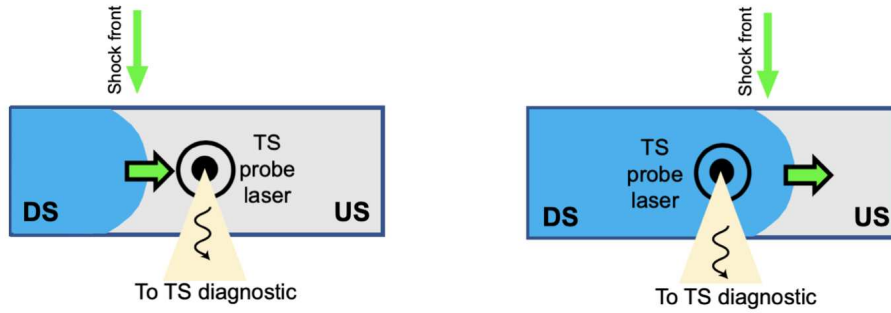 Shock front
TS
probe
laser
DS
US
To TS diagnostic
Shock front
TS
probe
laser
DS
US
To TS diagnostic